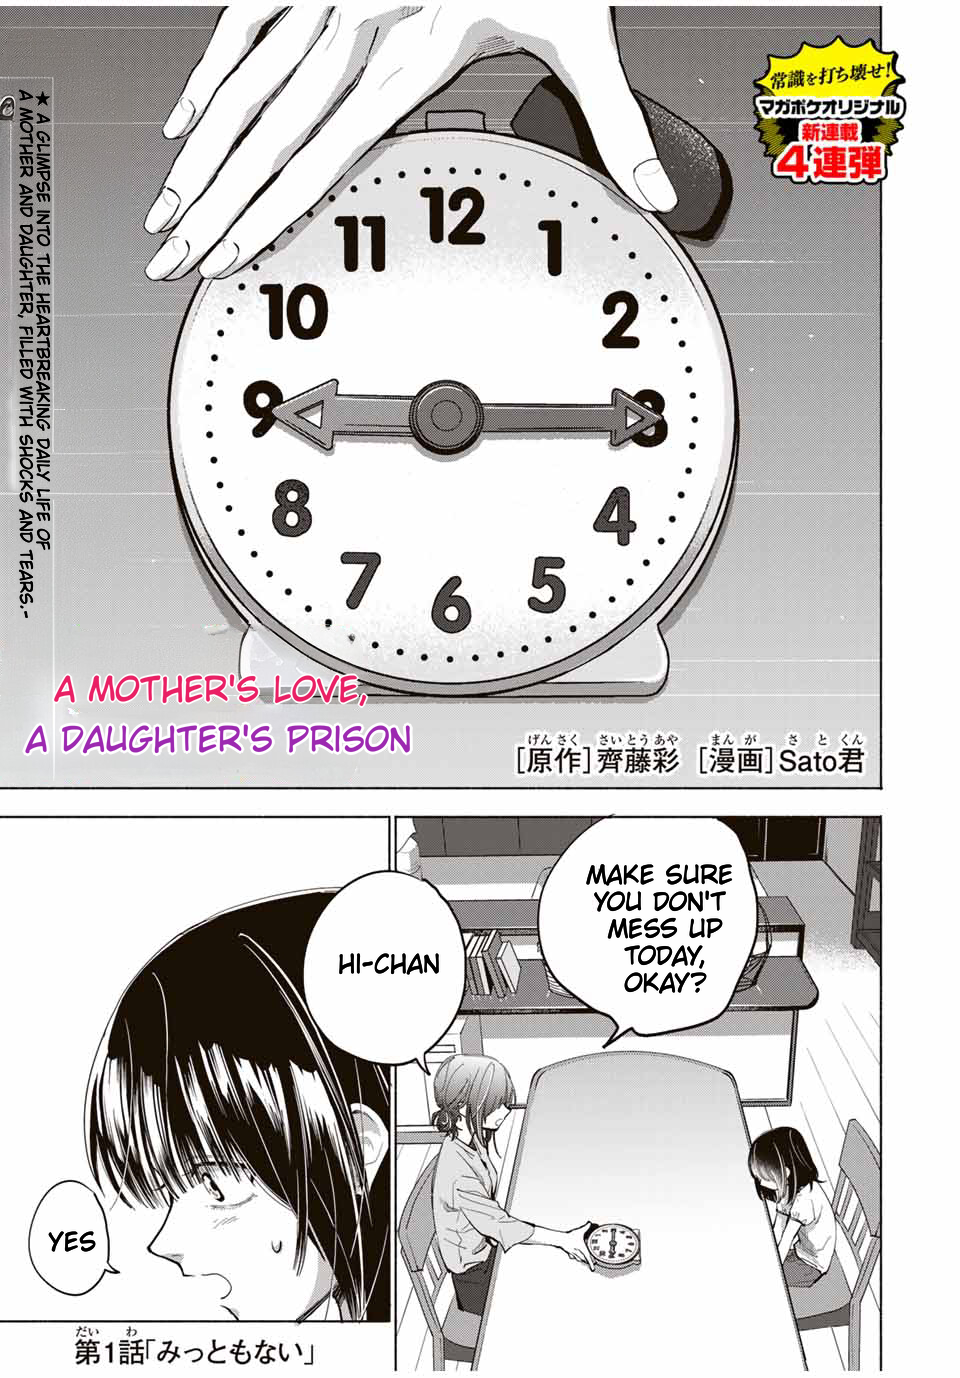 常識を打ち壊せ!
マガポケオリジナル
新連載
4連弾
★ A GLIMPSE INTO THE HEARTBREAKING DAILY LIFE OF
A MOTHER AND DAUGHTER, FILLED WITH SHOCKS AND TEARS.-
12
1
2
3
4
5
6
7
8
9
10
11
A MOTHER'S LOVE,
A DAUGHTER'S PRISON
げんさく さいとうあや まんが さとくん
[原作]齊藤彩 [漫画]Sato君
MAKE SURE
YOU DON'T
MESS UP
TODAY,
OKAY?
HI-CHAN
YES
だい わ
第1話「みっともない」